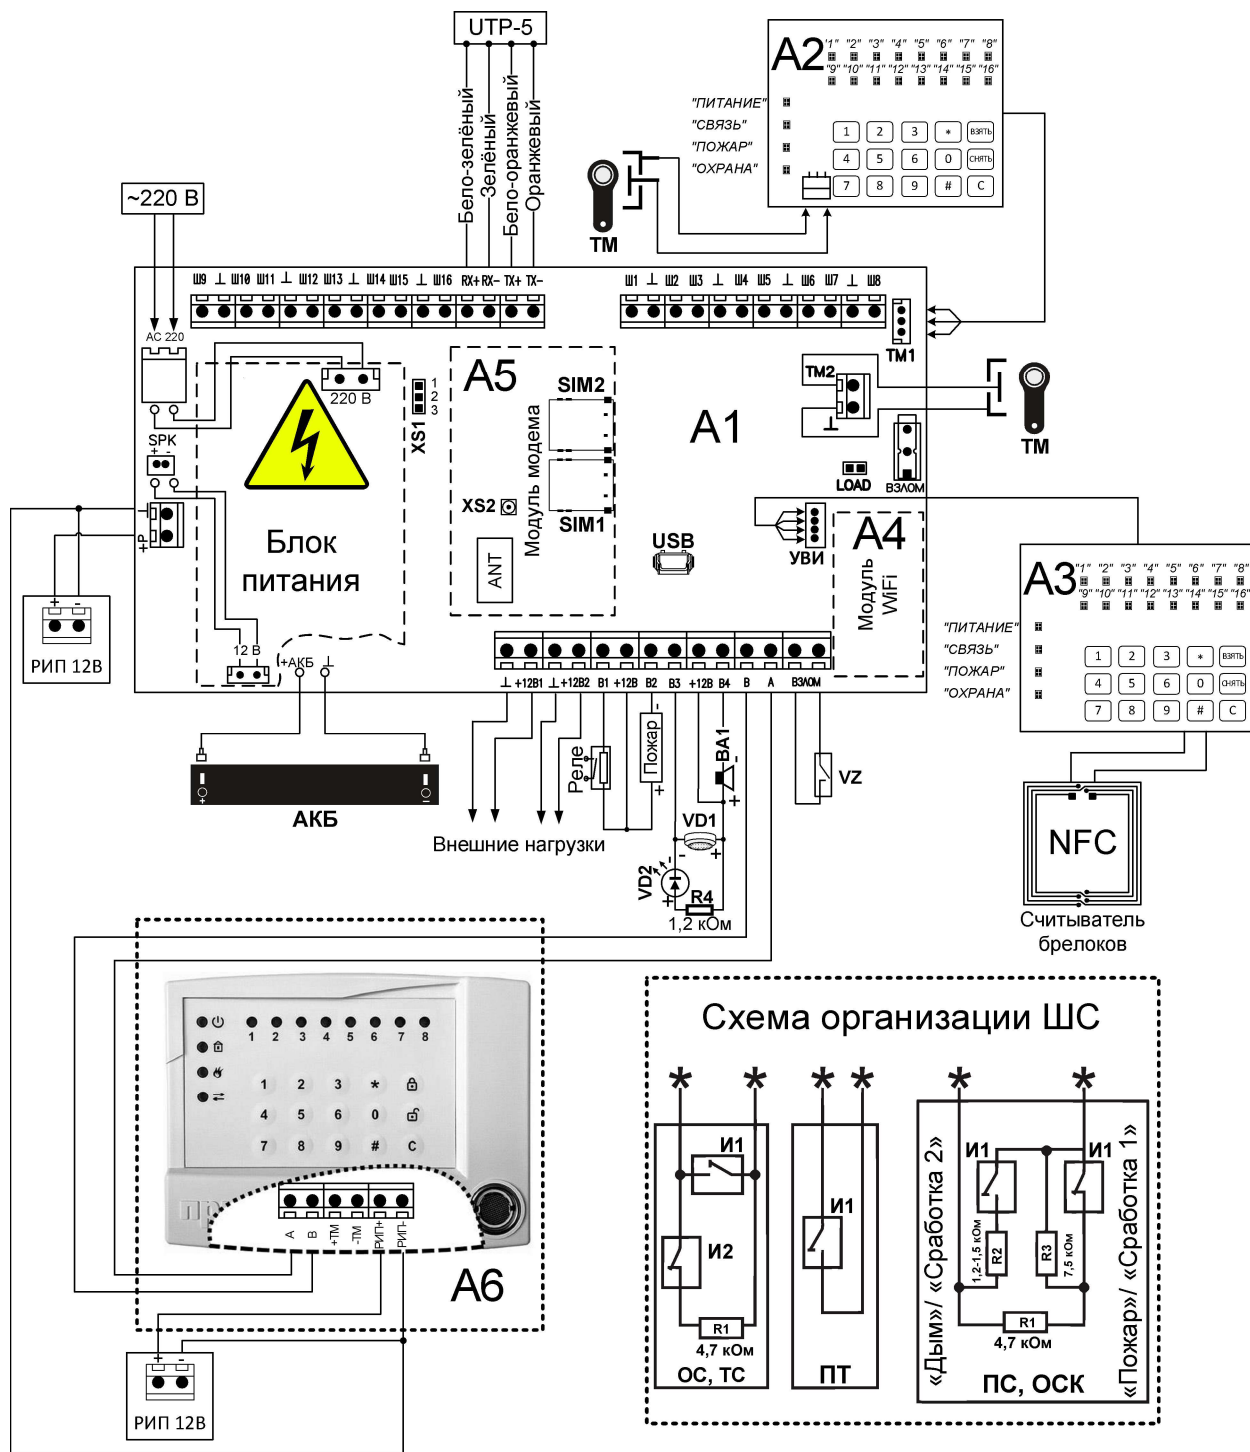 UTP-5
Бело-зелёный
Зелёный
Бело-оранжевый
Оранжевый
A2
"1" "2" "3" "4" "5" "6" "7" "8"
"9" "10" "11" "12" "13" "14" "15" "16"
"ПИТАНИЕ"
"СВЯЗЬ"
"ПОЖАР"
"ОХРАНА"
1 2 3 * ВЗЯТЬ
4 5 6 0 СНЯТЬ
7 8 9 # C
TM
~220 В
Ш9 ⊥ Ш10 Ш11 ⊥ Ш12 Ш13 ⊥ Ш14 Ш15 ⊥ Ш16 RX+ RX- TX+ TX-
Ш1 ⊥ Ш2 Ш3 ⊥ Ш4 Ш5 ⊥ Ш6 Ш7 ⊥ Ш8
AC 220
TM1
220 В
1
2
3
XS1
A5
SIM2
SIM1
Модуль модема
XS2
ANT
A1
TM2
⊥
TM
LOAD
ВЗЛОМ
SPK
+ -
⊥
+P
Блок
питания
USB
УВИ
A4
Модуль
WiFi
+ -
РИП 12В
12 В
+АКБ ⊥
⊥ +12В1 ⊥ +12В2 В1 +12В В2 В3 +12В В4 В А ВЗЛОМ
A3
"1" "2" "3" "4" "5" "6" "7" "8"
"9" "10" "11" "12" "13" "14" "15" "16"
"ПИТАНИЕ"
"СВЯЗЬ"
"ПОЖАР"
"ОХРАНА"
1 2 3 * ВЗЯТЬ
4 5 6 0 СНЯТЬ
7 8 9 # C
+ -
АКБ
Внешние нагрузки
Реле
Пожар
- +
BA1
- +
VZ
VD1
- +
VD2
- +
R4
1,2 кОм
NFC
Считыватель
брелоков
1 2 3 4 5 6 7 8
1 2 3 *
4 5 6 0
7 8 9 # C
пр
A B +TM -TM РИП+ РИП-
A6
+ -
РИП 12В
Схема организации ШС
* * * * * *
И1
И2
R1
4,7 кОм
ОС, ТС
И1
ПТ
«Дым»/ «Сработка 2»
И1
И1
1,2-1,5 кОм
R2
R3
7,5 кОм
R1
4,7 кОм
ПС, ОСК
«Пожар»/ «Сработка 1»